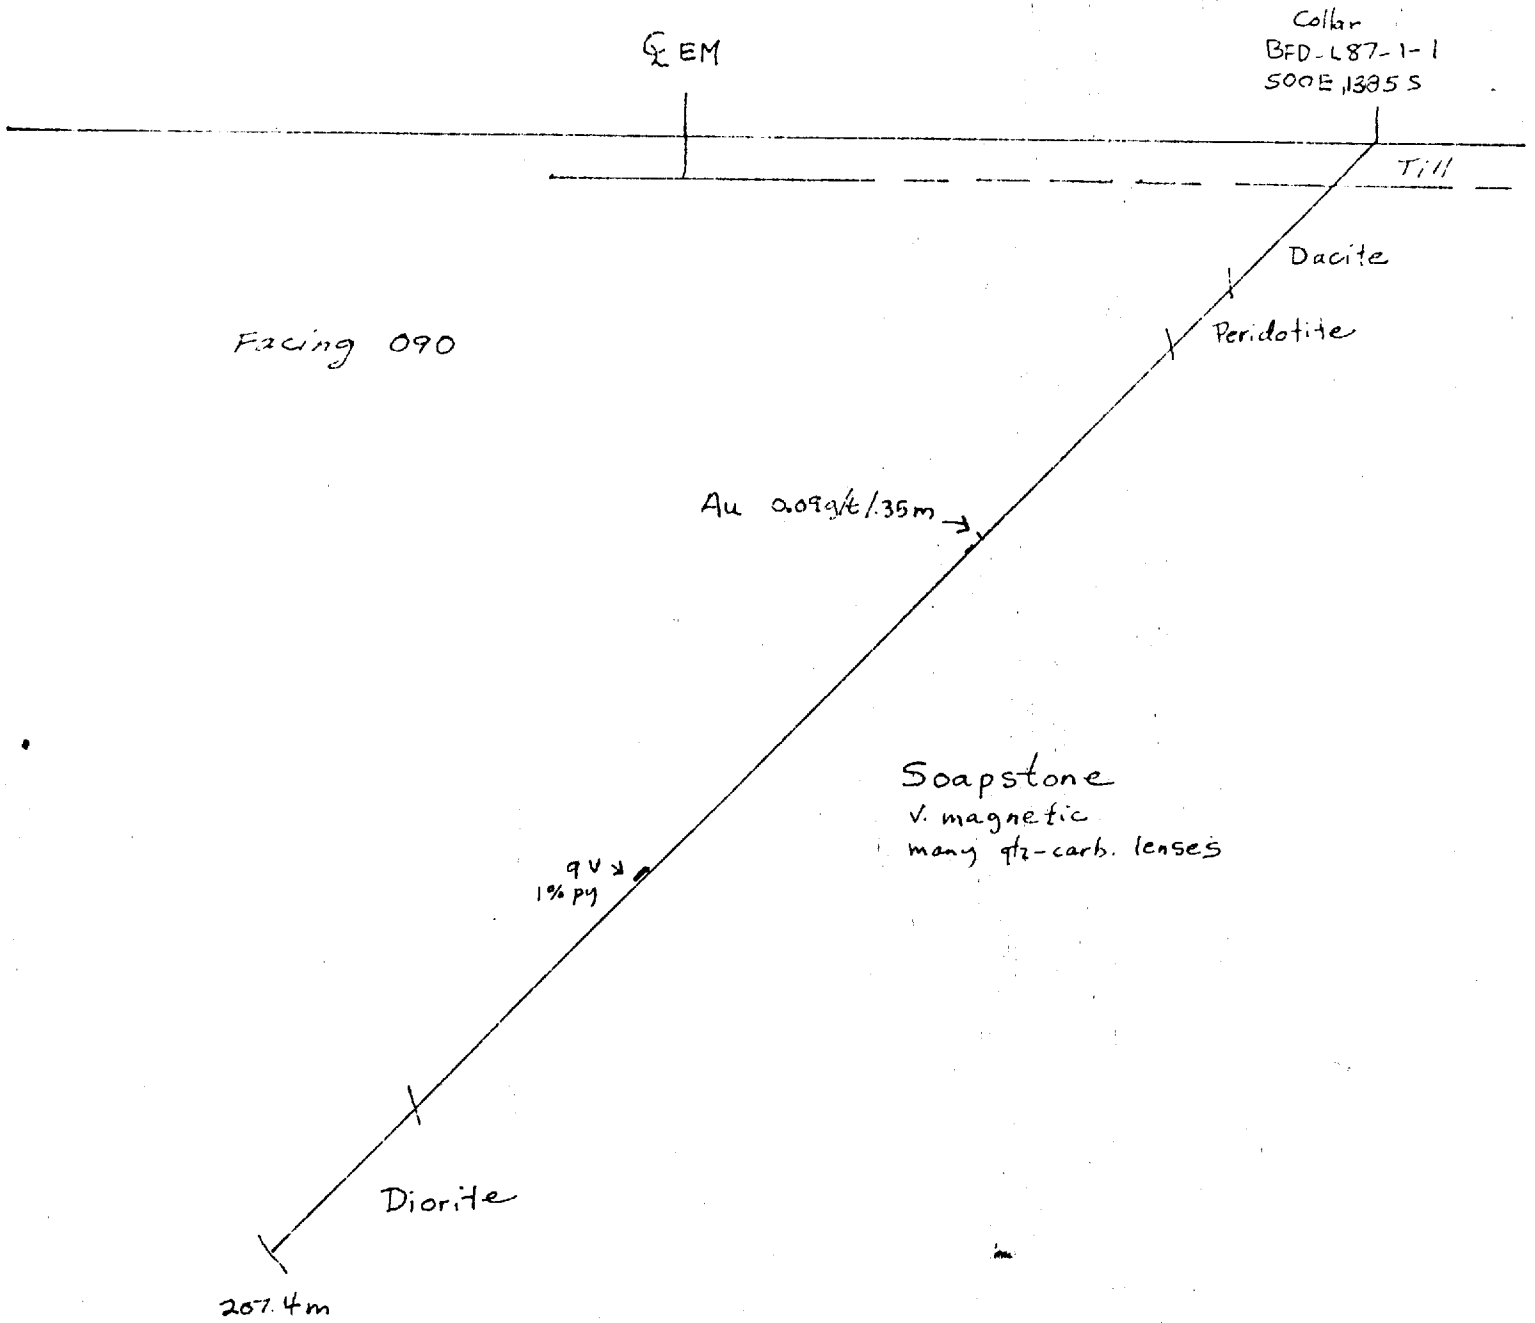 Collar
BFD-L87-1-1
500E, 1385 S
℄ EM
Till
Dacite
Peridotite
Facing 090
Au 0.09g/t/.35m
Soapstone
v. magnetic
many qtz-carb. lenses
qv
1% py
Diorite
207.4m